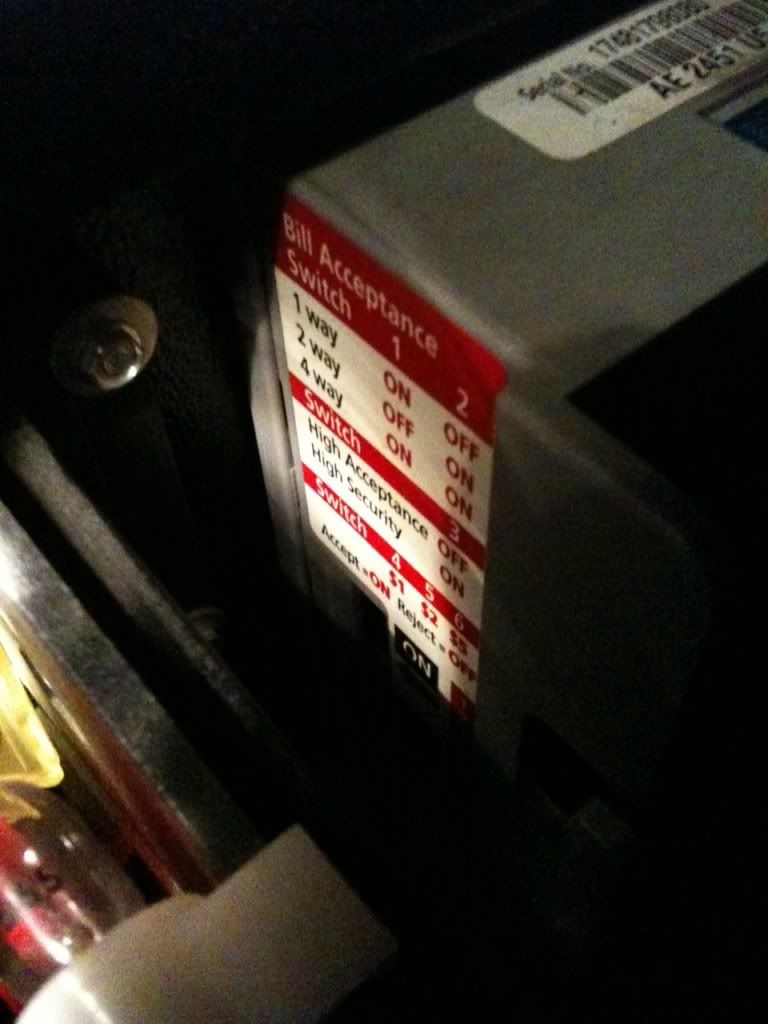 Serial No.
AE 2451
Bill Acceptance
Switch 1 2
1 way ON OFF
2 way OFF ON
4 way ON ON
Switch 3
High Acceptance OFF
High Security ON
Switch 4 5 6
$1 $2 $5
Accept =ON Reject = OFF
ON